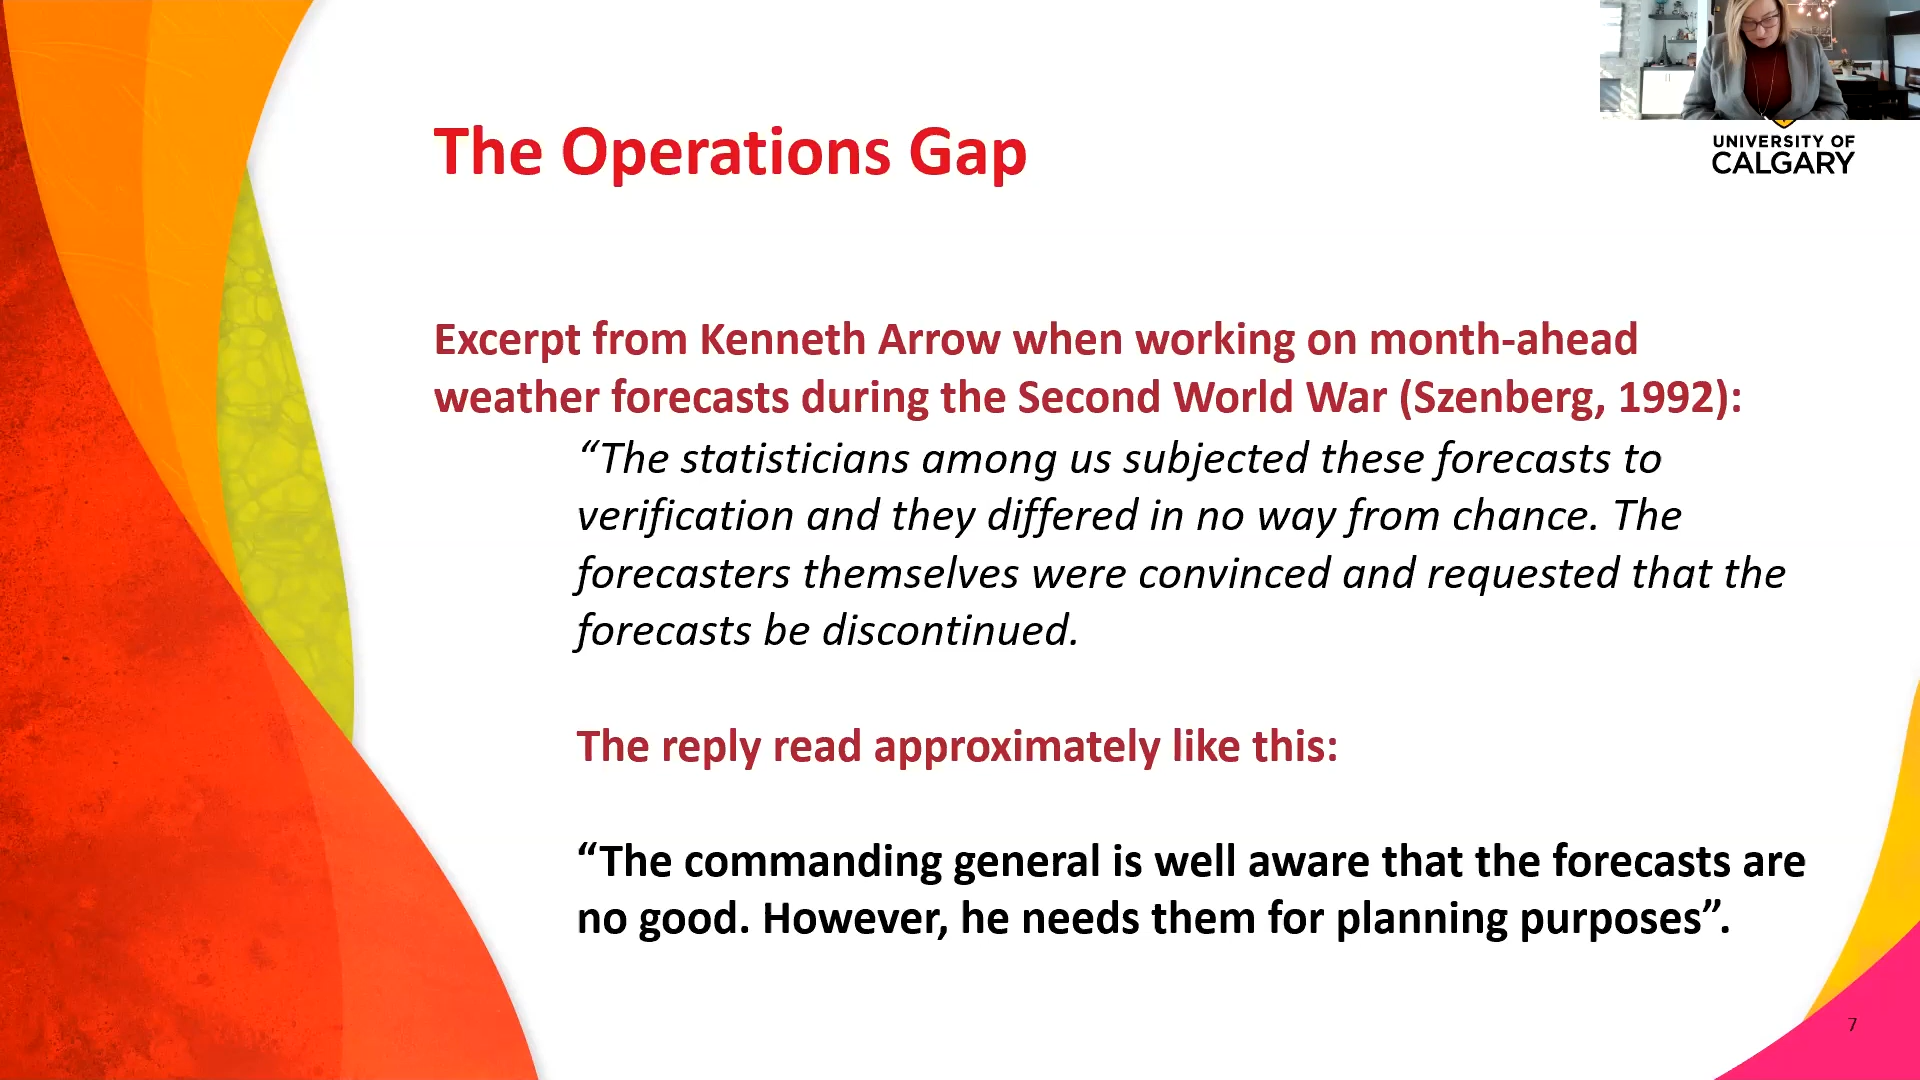 UNIVERSITY OF
CALGARY
The Operations Gap
Excerpt from Kenneth Arrow when working on month-ahead
weather forecasts during the Second World War (Szenberg, 1992):
“The statisticians among us subjected these forecasts to
verification and they differed in no way from chance. The
forecasters themselves were convinced and requested that the
forecasts be discontinued.
The reply read approximately like this:
“The commanding general is well aware that the forecasts are
no good. However, he needs them for planning purposes”.
7